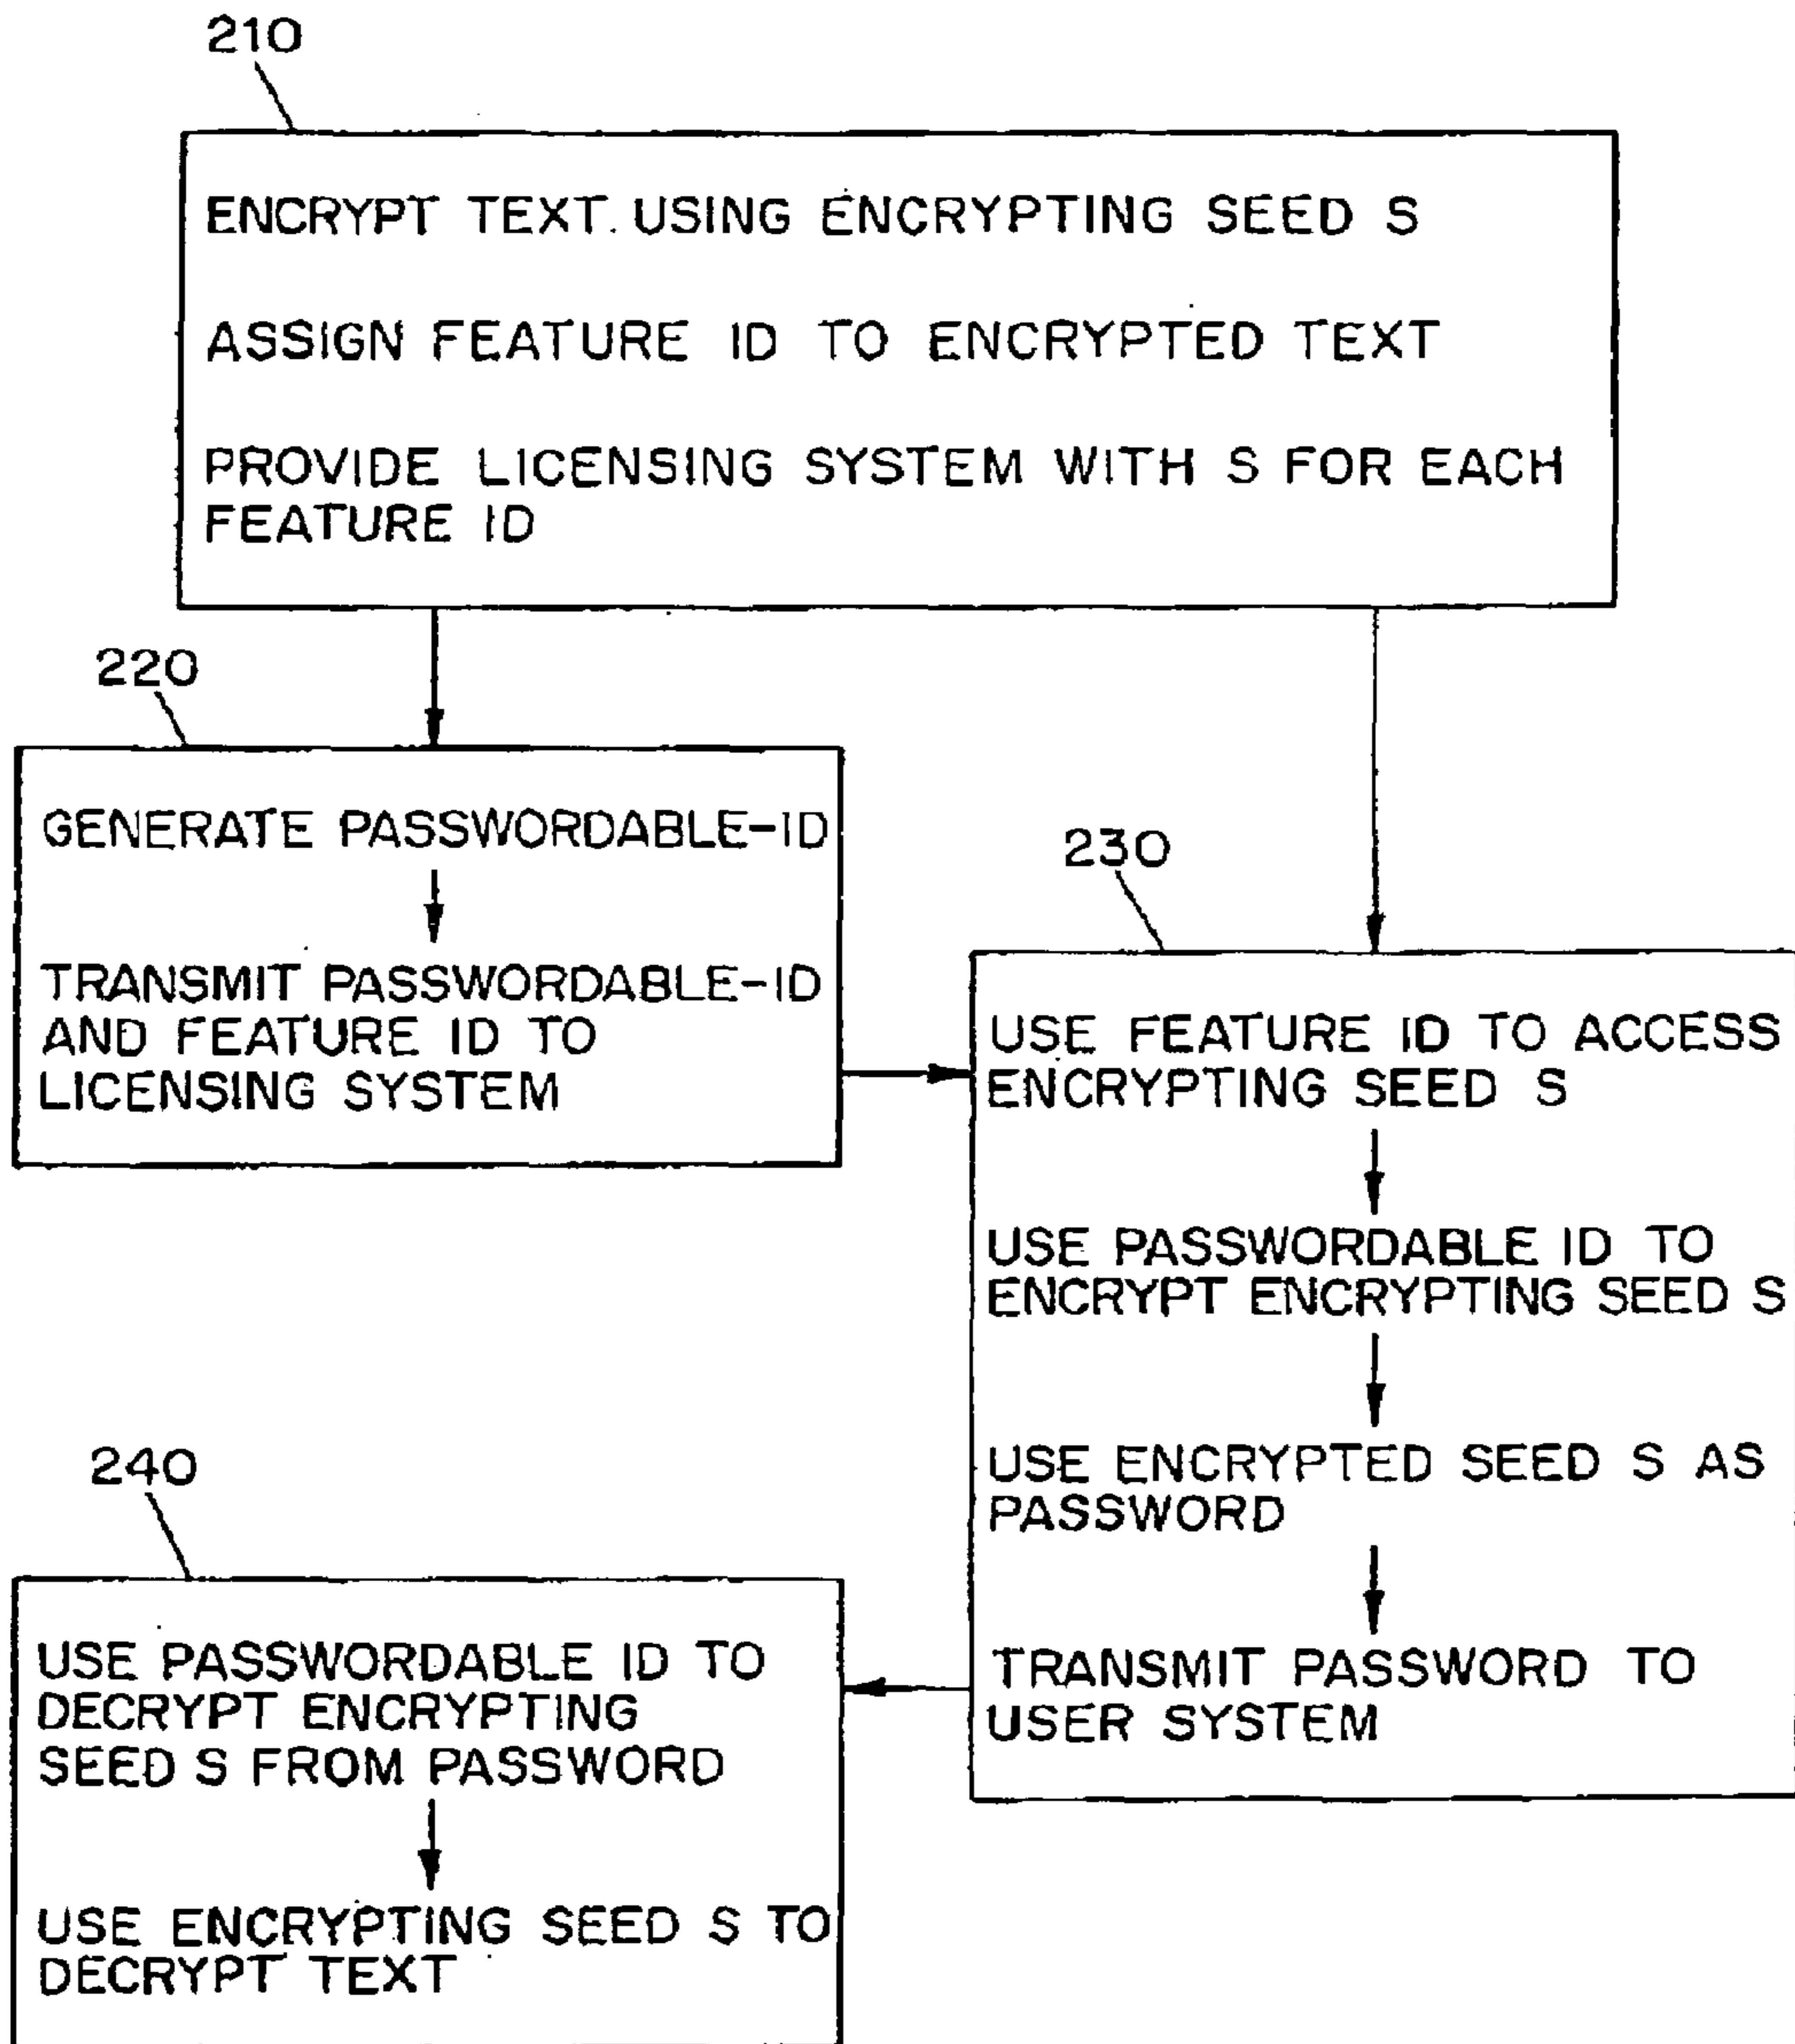 210
ENCRYPT TEXT. USING ENCRYPTING SEED S
ASSIGN FEATURE ID TO ENCRYPTED TEXT
PROVIDE LICENSING SYSTEM WITH S FOR EACH
FEATURE ID
220
GENERATE PASSWORDABLE-ID
TRANSMIT PASSWORDABLE-ID
AND FEATURE ID TO
LICENSING SYSTEM
230
USE FEATURE ID TO ACCESS
ENCRYPTING SEED S
USE PASSWORDABLE ID TO
ENCRYPT ENCRYPTING SEED S
USE ENCRYPTED SEED S AS
PASSWORD
TRANSMIT PASSWORD TO
USER SYSTEM
240
USE PASSWORDABLE ID TO
DECRYPT ENCRYPTING
SEED S FROM PASSWORD
USE ENCRYPTING SEED S TO
DECRYPT TEXT